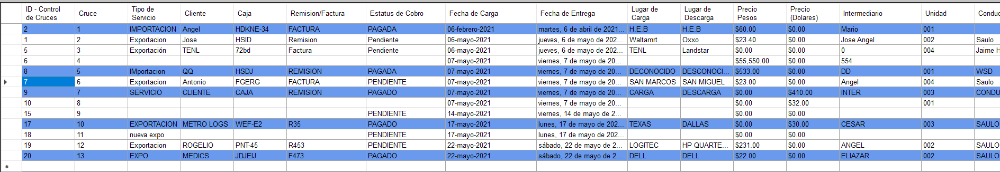 ID - Control de Cruces Cruce Tipo de Servicio Cliente Caja Remision/Factura Estatus de Cobro Fecha de Carga Fecha de Entrega Lugar de Carga Lugar de Descarga Precio Pesos Precio (Dolares) Intermediario Unidad Conduc
2 1 IMPORTACION Angel HDKNE-34 FACTURA PAGADA 06-febrero-2021 martes, 6 de abril de 2021... H.E.B H.E.B $60.00 $0.00 Mario 001
1 2 Exportacion Jose HSID Remision Pendiente 06-mayo-2021 jueves, 6 de mayo de 202... Waltamrt Oxxo $23.40 $0.00 Jose Angel 002 Saulo
5 3 Exportación TENL 72bd Factura Pendiente 06-mayo-2021 jueves, 6 de mayo de 202... TENL Landstar $0.00 $0.00 0 004 Jaime H
6 4 07-mayo-2021 viernes, 7 de mayo de 20... $55,550.00 $0.00 554
8 5 IMportacion QQ HSDJ REMISION PAGADA 07-mayo-2021 viernes, 7 de mayo de 20... DECONOCIDO DESCONOCI... $533.00 $0.00 DD 001 WSD
7 6 Exportacion Antonio FGERG FACTURA PENDIENTE 07-mayo-2021 viernes, 7 de mayo de 20... SAN MARCOS SAN MIGUEL $23.00 $0.00 Angel 004 Saulo
9 7 SERVICIO CLIENTE CAJA REMISION PAGADO 07-mayo-2021 viernes, 7 de mayo de 20... CARGA DESCARGA $0.00 $410.00 INTER 003 CONDU
10 8 07-mayo-2021 viernes, 7 de mayo de 20... $0.00 $32.00 001
15 9 PENDIENTE 14-mayo-2021 viernes, 14 de mayo de 2... $0.00 $0.00
17 10 EXPORTACION METRO LOGS WEF-E2 R35 PAGADO 17-mayo-2021 lunes, 17 de mayo de 202... TEXAS DALLAS $0.00 $30.00 CESAR 003 SAULO
18 11 nueva expo PENDIENTE 17-mayo-2021 lunes, 17 de mayo de 202... $0.00 $0.00
19 12 Exportacion ROGELIO PNT-45 R453 PENDIENTE 22-mayo-2021 sábado, 22 de mayo de 2... LOGITEC HP QUARTE... $231.00 $0.00 ANGEL 002 SAULO
20 13 EXPO MEDICS JDJEIJ F473 PAGADO 22-mayo-2021 sábado, 22 de mayo de 2... DELL DELL $22.00 $0.00 ELIAZAR 002 SAULO